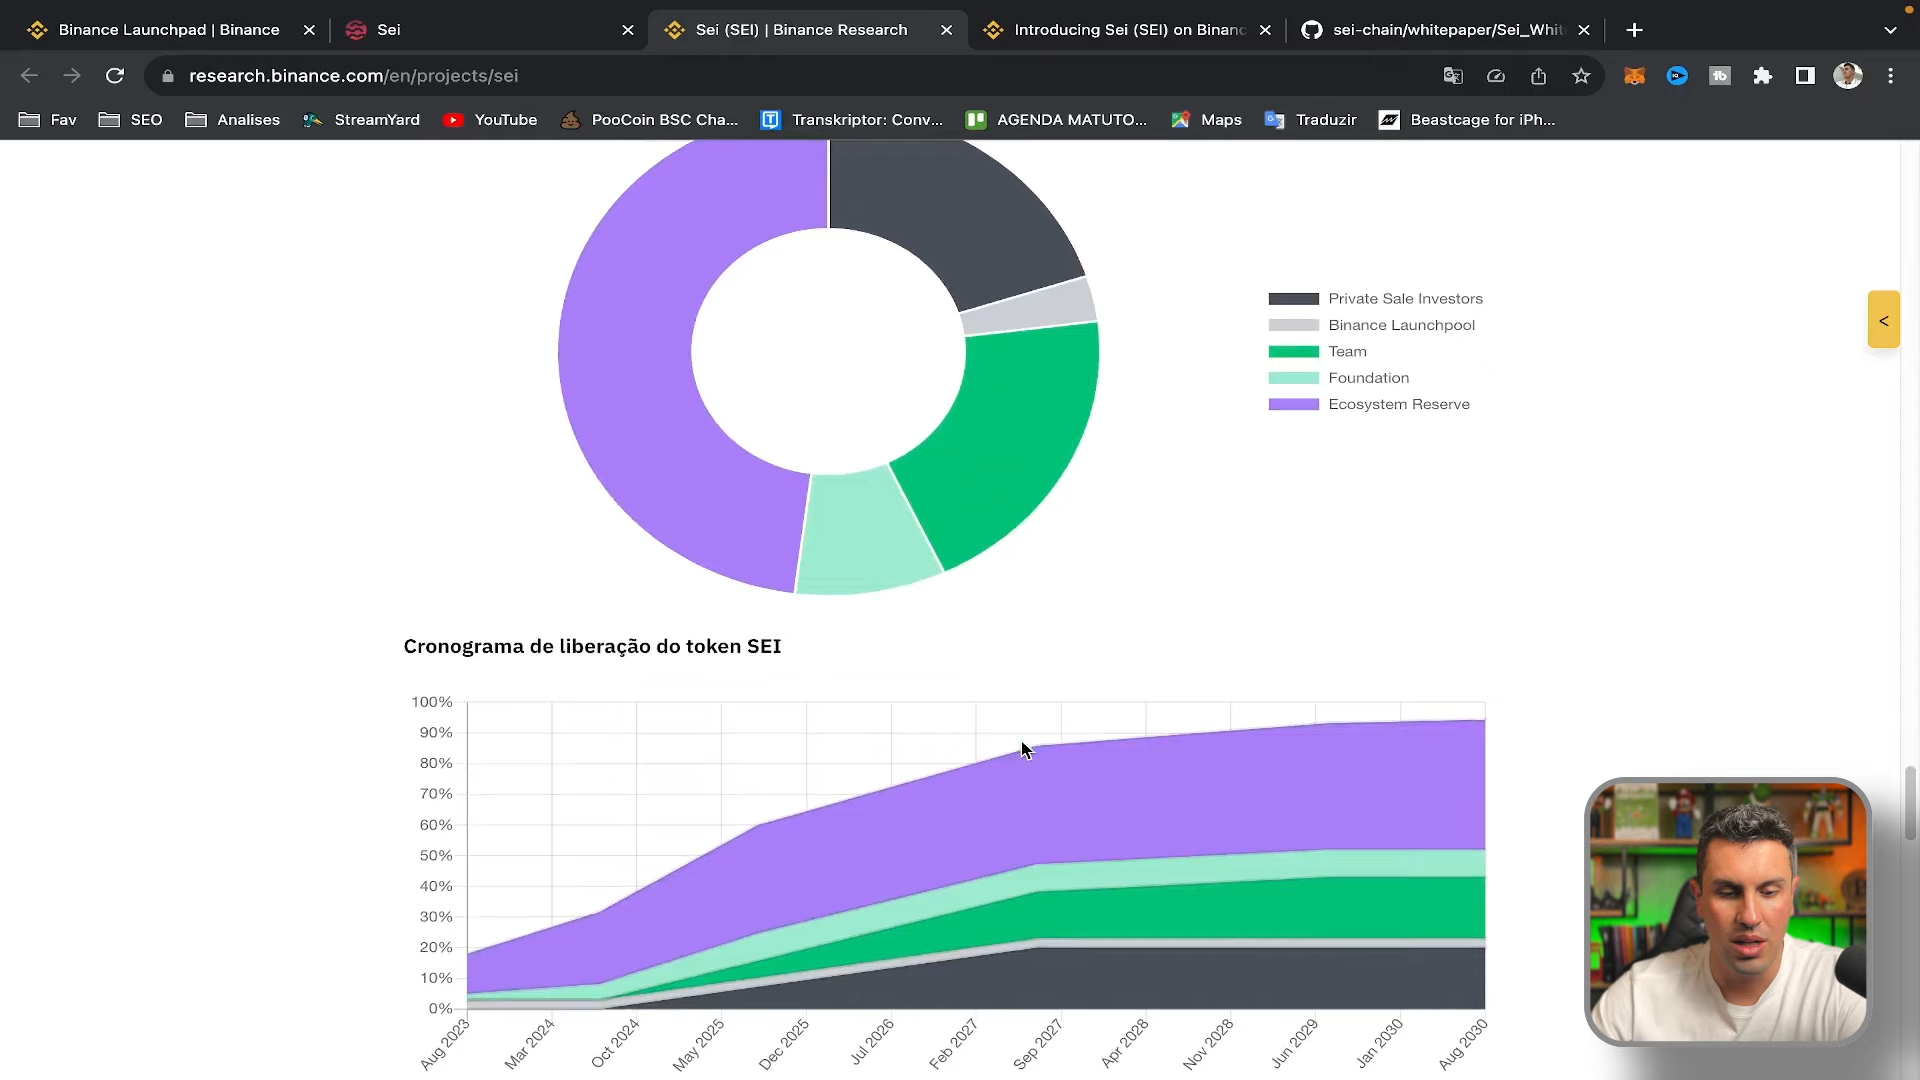 Binance Launchpad | Binance
Sei
Sei (SEI) | Binance Research
Introducing Sei (SEI) on Binanc
sei-chain/whitepaper/Sei_Whit
research.binance.com/en/projects/sei
Fav
SEO
Analises
StreamYard
YouTube
PooCoin BSC Cha...
Transkriptor: Conv...
AGENDA MATUTO...
Maps
Traduzir
Beastcage for iPh...
Private Sale Investors
Binance Launchpool
Team
Foundation
Ecosystem Reserve
<
Cronograma de liberação do token SEI
100%
90%
80%
70%
60%
50%
40%
30%
20%
10%
0%
Aug 2023
Mar 2024
Oct 2024
May 2025
Dec 2025
Jul 2026
Feb 2027
Sep 2027
Apr 2028
Nov 2028
Jun 2029
Jan 2030
Aug 2030